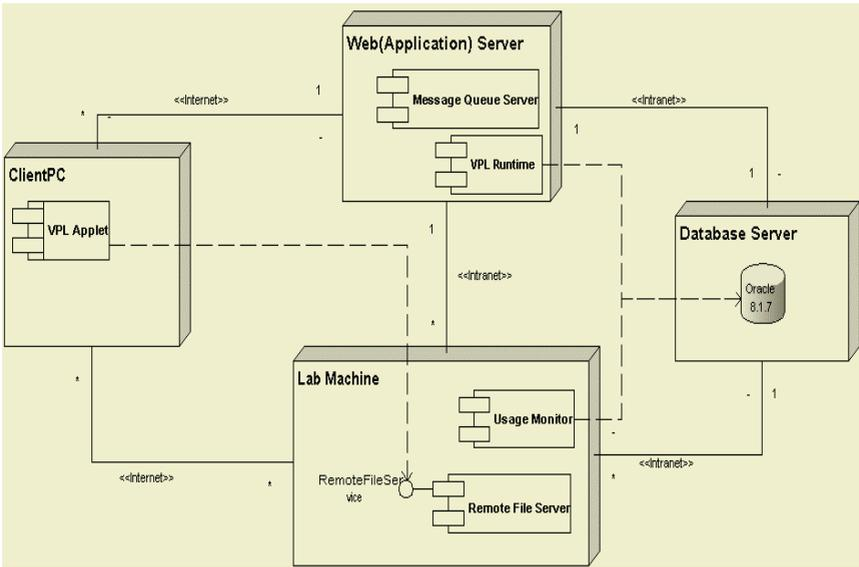 Web(Application) Server
Message Queue Server
VPL Runtime
<<Internet>>
1
*
-
-
<<Intranet>>
1
1
-
ClientPC
VPL Applet
Database Server
Oracle
8.1.7
1
<<Intranet>>
*
Lab Machine
Usage Monitor
RemoteFileSer
vice
Remote File Server
*
<<Internet>>
*
-
1
-
<<Intranet>>
*